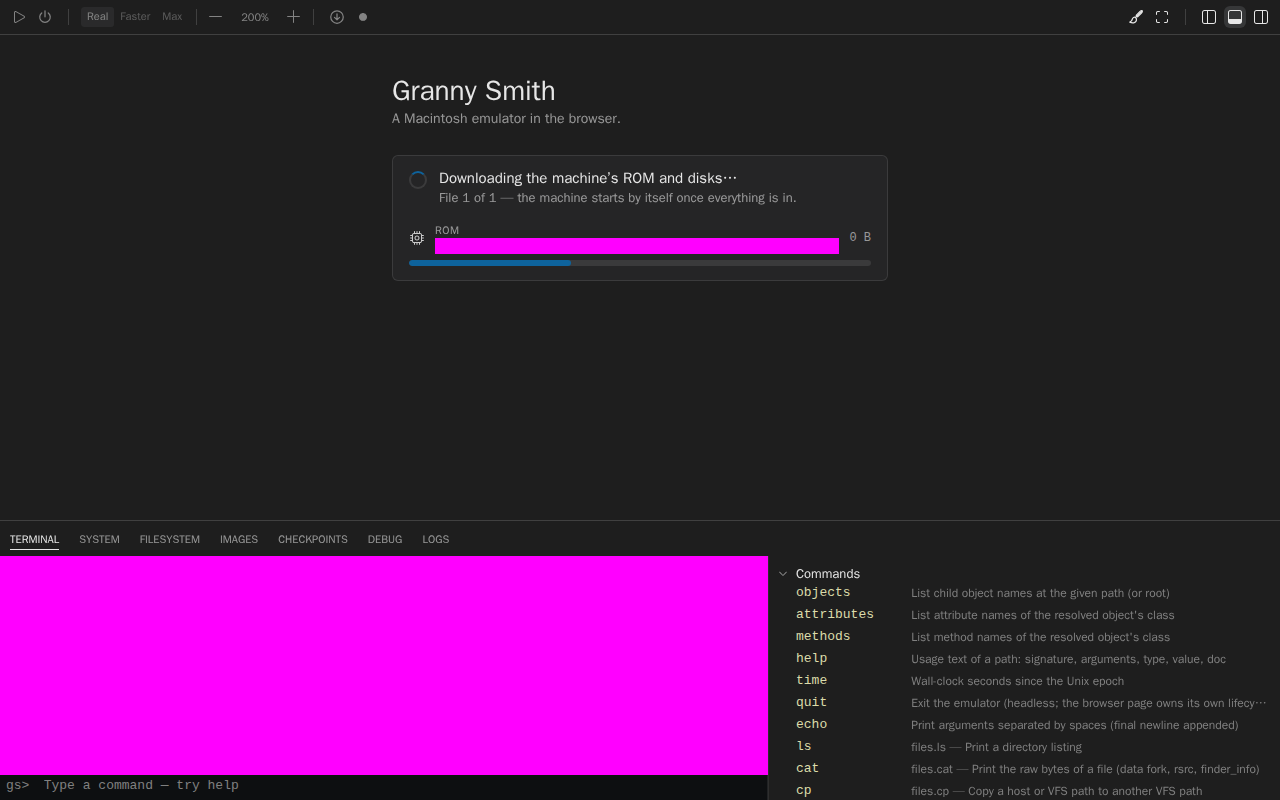 Real Faster Max 200%
Granny Smith
A Macintosh emulator in the browser.
Downloading the machine's ROM and disks…
File 1 of 1 — the machine starts by itself once everything is in.
ROM
0 B
TERMINAL SYSTEM FILESYSTEM IMAGES CHECKPOINTS DEBUG LOGS
Commands
objects List child object names at the given path (or root)
attributes List attribute names of the resolved object's class
methods List method names of the resolved object's class
help Usage text of a path: signature, arguments, type, value, doc
time Wall-clock seconds since the Unix epoch
quit Exit the emulator (headless; the browser page owns its own lifecy…
echo Print arguments separated by spaces (final newline appended)
ls files.ls — Print a directory listing
cat files.cat — Print the raw bytes of a file (data fork, rsrc, finder_info)
cp files.cp — Copy a host or VFS path to another VFS path
gs> Type a command — try help